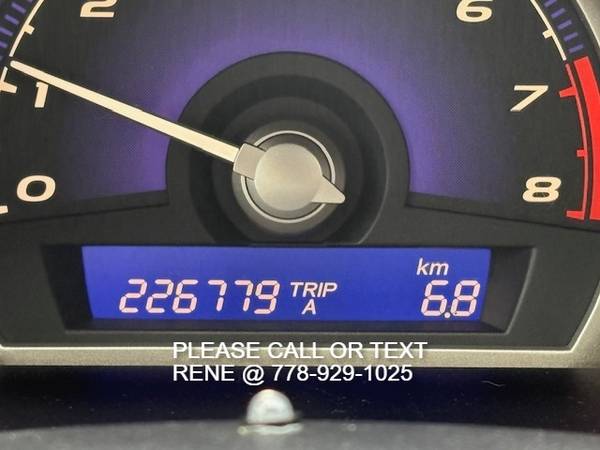 2 6
1 7
0 8
km
226779 TRIP A 6.8
PLEASE CALL OR TEXT
RENE @ 778-929-1025